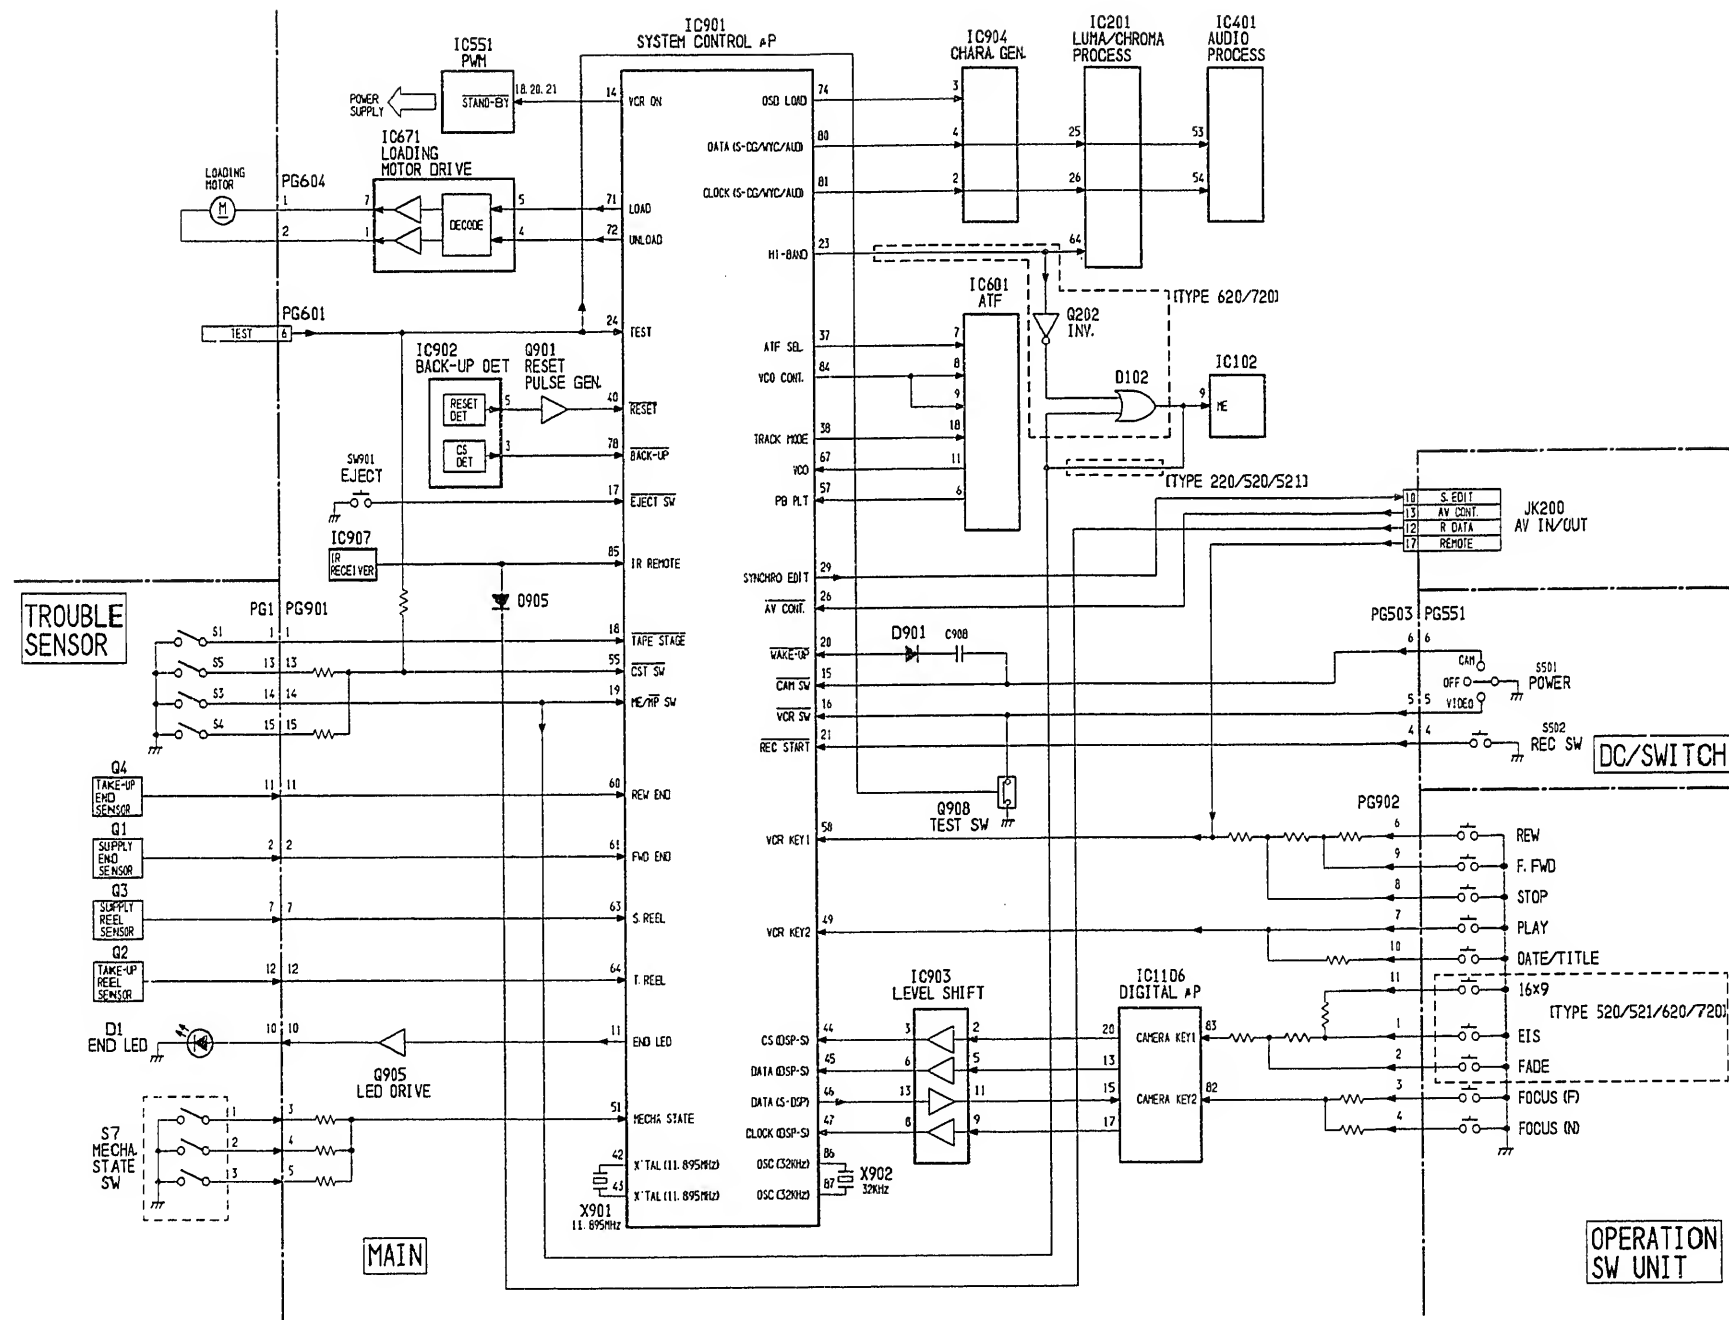 IC901
SYSTEM CONTROL μP
IC551
PWM
STAND-BY
18. 20. 21
POWER
SUPPLY
14
VCR ON
IC671
LOADING
MOTOR DRIVE
LOADING
MOTOR
M
PG604
1
2
7
1
DECODE
5
4
71
LOAD
72
UNLOAD
PG601
TEST
6
24
TEST
IC902
BACK-UP DET
Q901
RESET
PULSE GEN.
RESET
DET
5
40
RESET
CS
DET
3
78
BACK-UP
SW901
EJECT
17
EJECT SW
IC907
IR
RECEIVER
85
IR REMOTE
D905
TROUBLE
SENSOR
PG1
PG901
S1
1
1
18
TAPE STAGE
S5
13
13
55
CST SW
S3
14
14
19
ME/MP SW
S4
15
15
Q4
TAKE-UP
END
SENSOR
11
11
60
REW END
Q1
SUPPLY
END
SENSOR
2
2
61
FWD END
Q3
SUPPLY
REEL
SENSOR
7
7
63
S. REEL
Q2
TAKE-UP
REEL
SENSOR
12
12
64
T. REEL
D1
END LED
10
10
11
END LED
Q905
LED DRIVE
S7
MECHA.
STATE
SW
1
3
2
4
3
5
51
MECHA STATE
42
X'TAL (11. 895MHz)
43
X'TAL (11. 895MHz)
X901
11. 895MHz
MAIN
IC904
CHARA. GEN.
IC201
LUMA/CHROMA
PROCESS
IC401
AUDIO
PROCESS
OSD LOAD
74
3
DATA (S-CG/WYC/AUD)
80
4
25
53
CLOCK (S-CG/WYC/AUD)
81
2
26
54
HI-BAND
23
64
[TYPE 620/720]
IC601
ATF
Q202
INV.
ATF SEL
37
7
VCO CONT.
84
8
9
TRACK MODE
38
18
VCO
67
11
PB PLT
57
6
D102
IC102
9
ME
[TYPE 220/520/521]
10
S. EDIT
13
AV CONT.
12
R DATA
17
REMOTE
JK200
AV IN/OUT
SYNCHRO EDIT
29
AV CONT.
26
WAKE-UP
20
D901
C908
CAM SW
15
VCR SW
16
REC START
21
PG503
PG551
6
6
CAM
OFF
VIDEO
S501
POWER
5
5
4
4
S502
REC SW
DC/SWITCH
Q908
TEST SW
PG902
VCR KEY1
58
6
REW
9
F. FWD
8
STOP
VCR KEY2
49
7
PLAY
10
DATE/TITLE
11
16×9
[TYPE 520/521/620/720]
1
EIS
2
FADE
3
FOCUS (F)
4
FOCUS (N)
IC903
LEVEL SHIFT
IC1106
DIGITAL μP
CS (DSP-S)
44
3
2
20
CAMERA KEY1
83
DATA (DSP-S)
45
6
5
13
DATA (S-DSP)
46
13
11
15
CAMERA KEY2
82
CLOCK (DSP-S)
47
8
9
17
OSC (32KHz)
86
OSC (32KHz)
87
X902
32KHz
OPERATION
SW UNIT